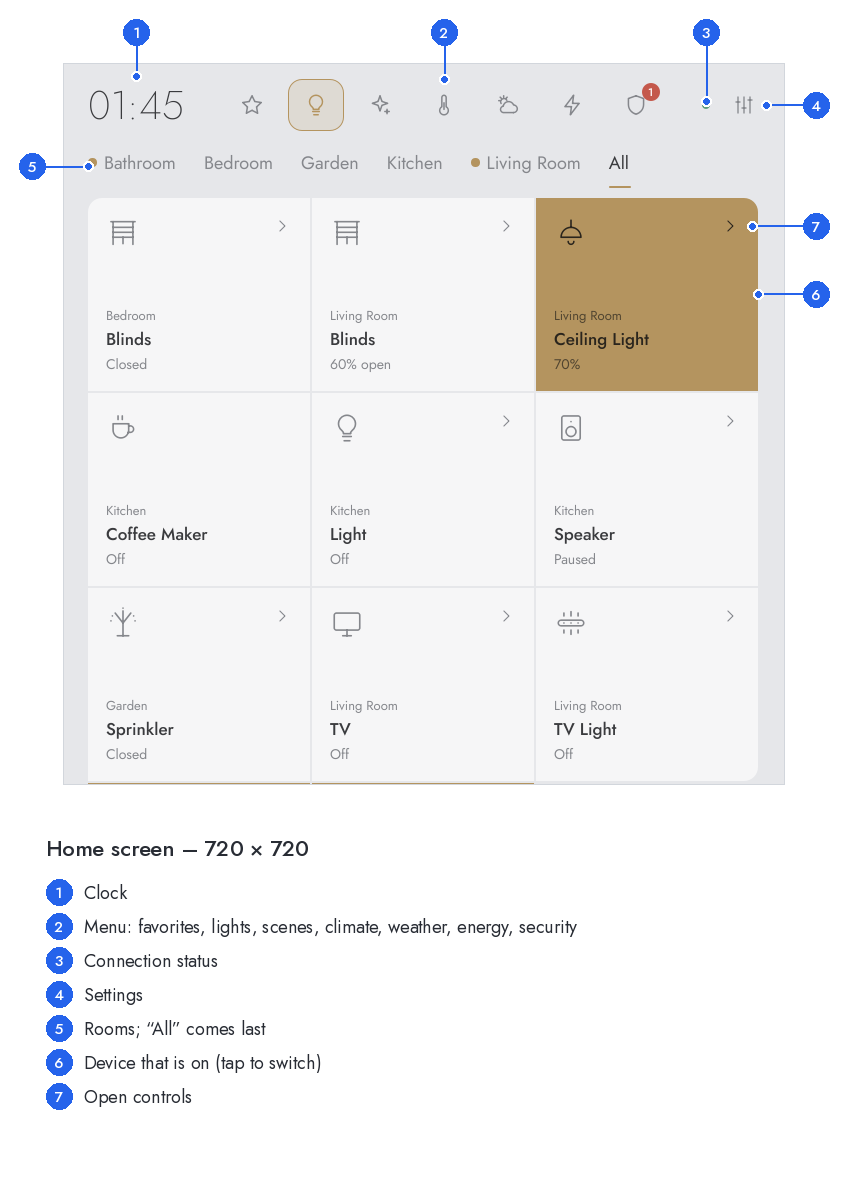 1
2
3
01:45
1
4
5
Bathroom Bedroom Garden Kitchen Living Room All
7
6
Bedroom
Blinds
Closed
Living Room
Blinds
60% open
Living Room
Ceiling Light
70%
Kitchen
Coffee Maker
Off
Kitchen
Light
Off
Kitchen
Speaker
Paused
Garden
Sprinkler
Closed
Living Room
TV
Off
Living Room
TV Light
Off
Home screen – 720 × 720
1 Clock
2 Menu: favorites, lights, scenes, climate, weather, energy, security
3 Connection status
4 Settings
5 Rooms; “All” comes last
6 Device that is on (tap to switch)
7 Open controls